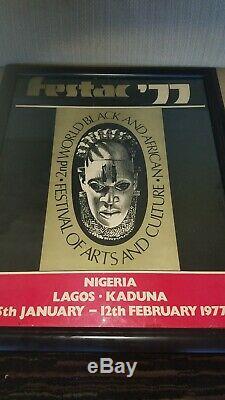 festac '77
2nd WORLD BLACK AND AFRICAN
• FESTIVAL OF ARTS AND CULTURE •
NIGERIA
LAGOS • KADUNA
5th JANUARY – 12th FEBRUARY 1977